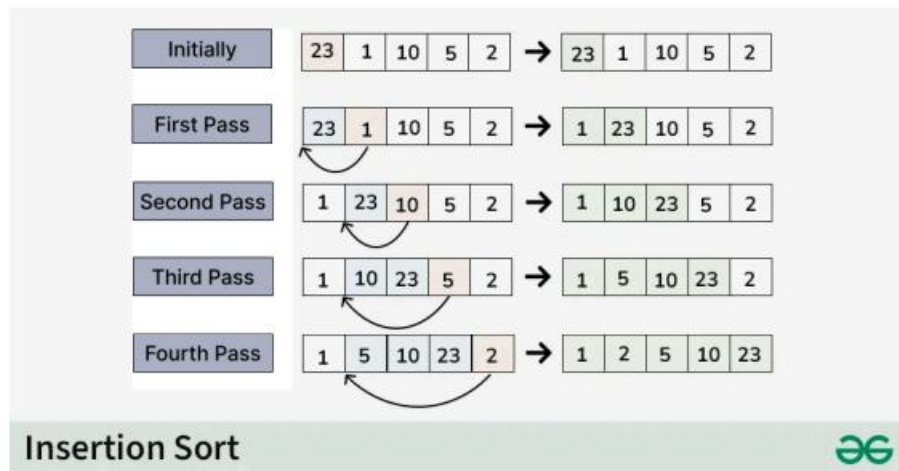 Initially 23 1 10 5 2 → 23 1 10 5 2
First Pass 23 1 10 5 2 → 1 23 10 5 2
Second Pass 1 23 10 5 2 → 1 10 23 5 2
Third Pass 1 10 23 5 2 → 1 5 10 23 2
Fourth Pass 1 5 10 23 2 → 1 2 5 10 23
Insertion Sort